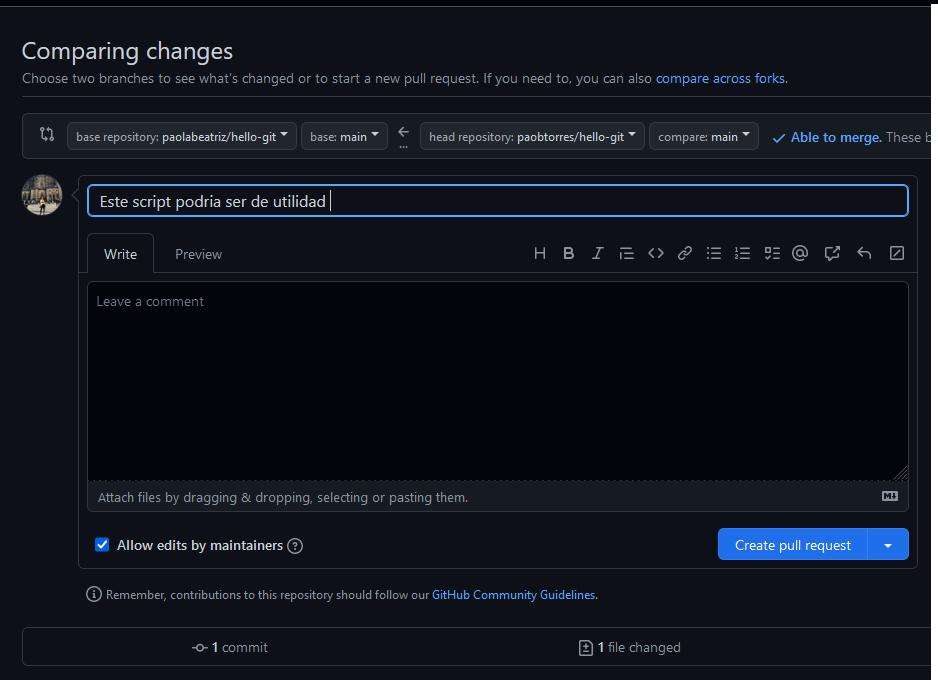 Comparing changes
Choose two branches to see what's changed or to start a new pull request. If you need to, you can also compare across forks.
base repository: paolabeatriz/hello-git base: main ... head repository: paobtorres/hello-git compare: main Able to merge. These b
Este script podria ser de utilidad
Write Preview H B I
Leave a comment
Attach files by dragging & dropping, selecting or pasting them.
Allow edits by maintainers ? Create pull request
Remember, contributions to this repository should follow our GitHub Community Guidelines.
1 commit 1 file changed